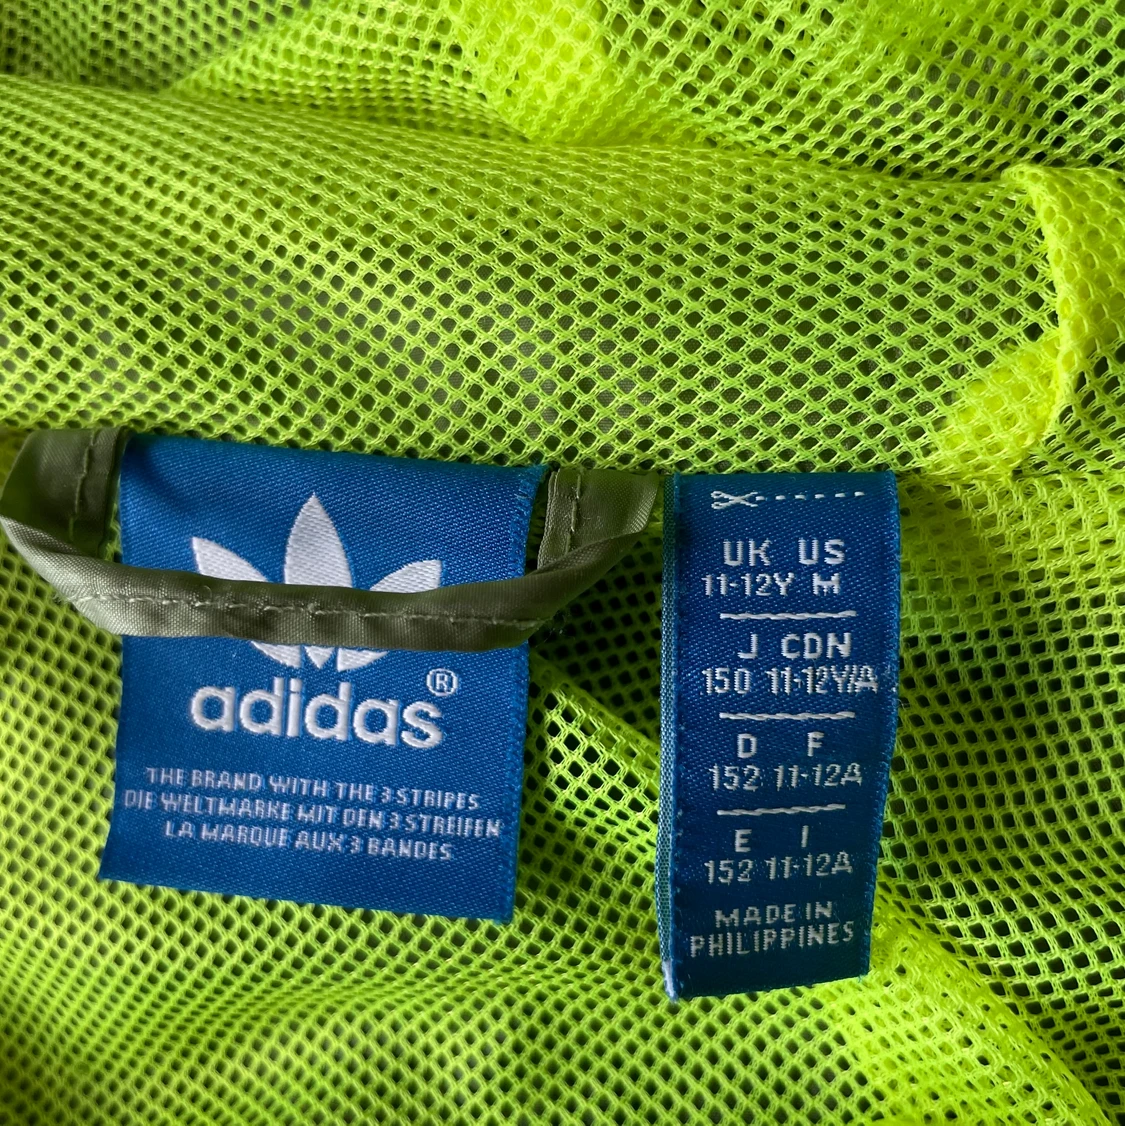 adidas®
THE BRAND WITH THE 3 STRIPES
DIE WELTMARKE MIT DEN 3 STREIFEN
LA MARQUE AUX 3 BANDES
UK US
11-12Y M
J CDN
150 11-12Y/A
D F
152 11-12A
E I
152 11-12A
MADE IN
PHILIPPINES